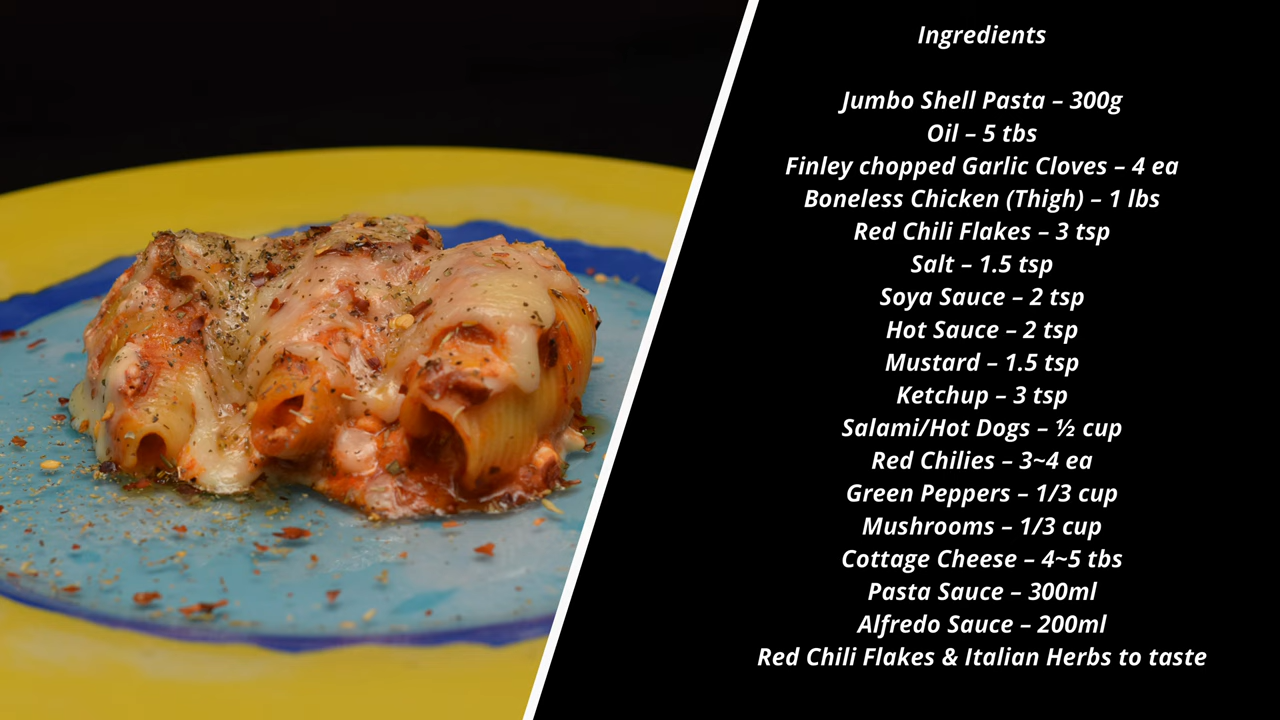 Ingredients
Jumbo Shell Pasta – 300g
Oil – 5 tbs
Finley chopped Garlic Cloves – 4 ea
Boneless Chicken (Thigh) – 1 lbs
Red Chili Flakes – 3 tsp
Salt – 1.5 tsp
Soya Sauce – 2 tsp
Hot Sauce – 2 tsp
Mustard – 1.5 tsp
Ketchup – 3 tsp
Salami/Hot Dogs – ½ cup
Red Chilies – 3~4 ea
Green Peppers – 1/3 cup
Mushrooms – 1/3 cup
Cottage Cheese – 4~5 tbs
Pasta Sauce – 300ml
Alfredo Sauce – 200ml
Red Chili Flakes & Italian Herbs to taste